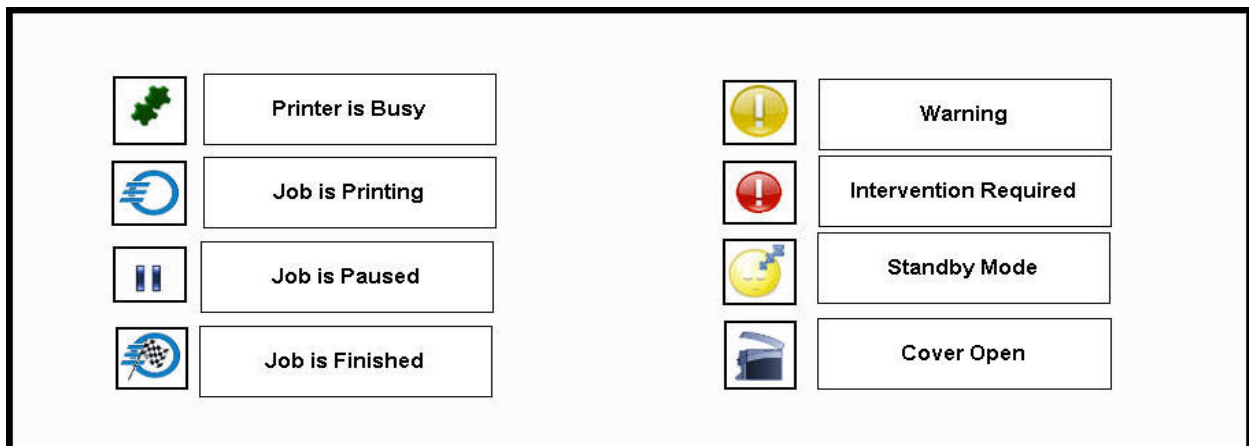 Printer is Busy
Job is Printing
Job is Paused
Job is Finished
Warning
Intervention Required
Standby Mode
Cover Open